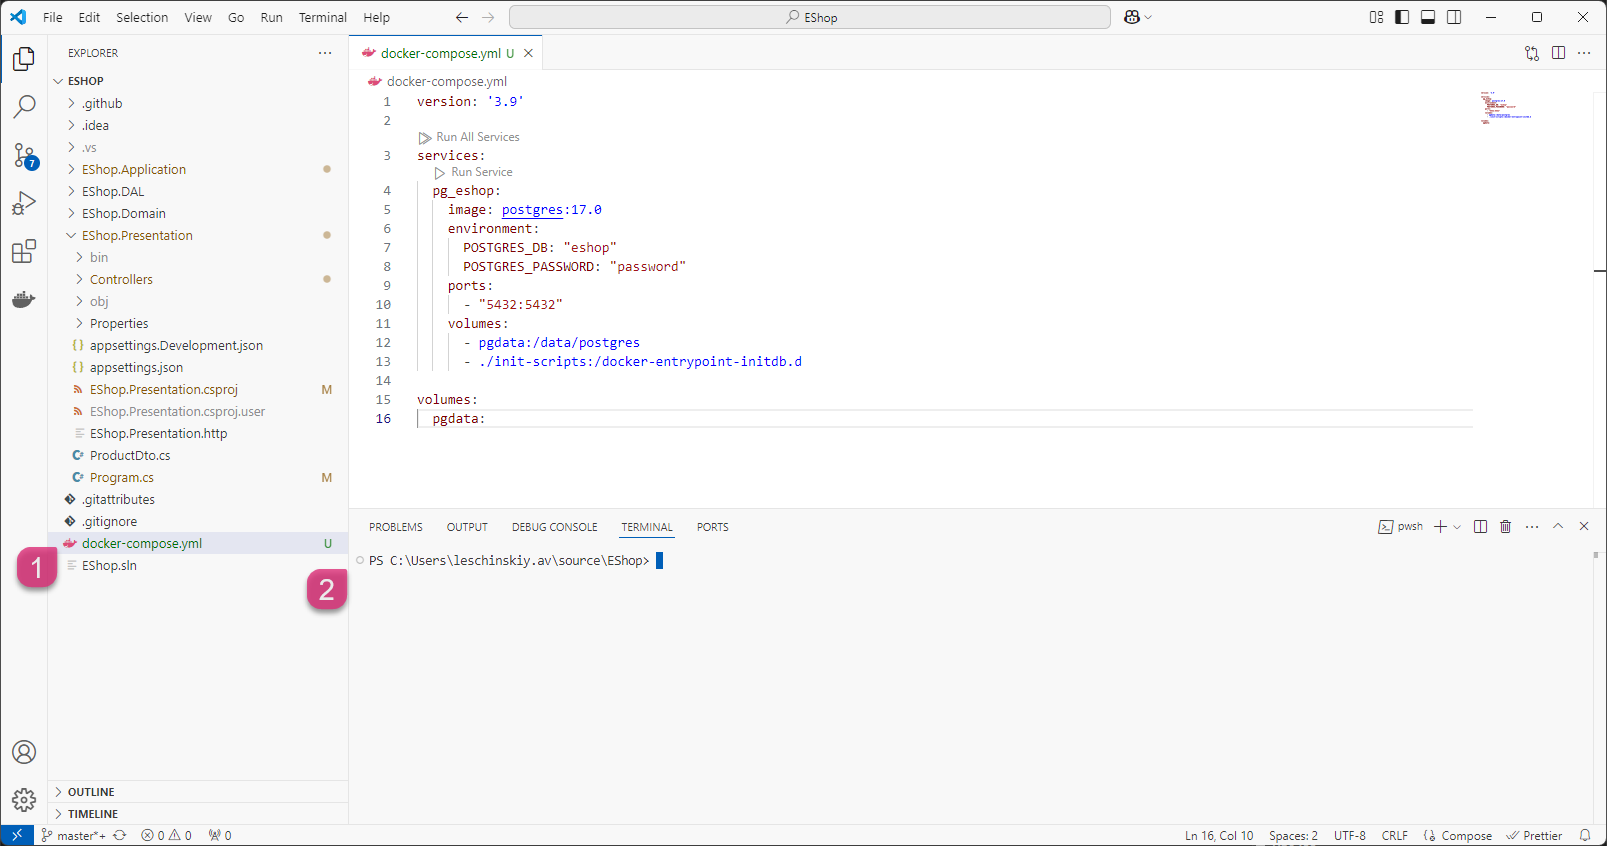 File Edit Selection View Go Run Terminal Help
EShop
EXPLORER
ESHOP
.github
.idea
.vs
EShop.Application
EShop.DAL
EShop.Domain
EShop.Presentation
bin
Controllers
obj
Properties
appsettings.Development.json
appsettings.json
EShop.Presentation.csproj M
EShop.Presentation.csproj.user
EShop.Presentation.http
ProductDto.cs
Program.cs M
.gitattributes
.gitignore
docker-compose.yml U
EShop.sln
1
2
7
OUTLINE
TIMELINE
docker-compose.yml U
docker-compose.yml
1 version: '3.9'
2
Run All Services
3 services:
Run Service
4 pg_eshop:
5 image: postgres:17.0
6 environment:
7 POSTGRES_DB: "eshop"
8 POSTGRES_PASSWORD: "password"
9 ports:
10 - "5432:5432"
11 volumes:
12 - pgdata:/data/postgres
13 - ./init-scripts:/docker-entrypoint-initdb.d
14
15 volumes:
16 pgdata:
PROBLEMS OUTPUT DEBUG CONSOLE TERMINAL PORTS
pwsh
PS C:\Users\leschinskiy.av\source\EShop>
master*+ 0 0 0
Ln 16, Col 10 Spaces: 2 UTF-8 CRLF Compose Prettier